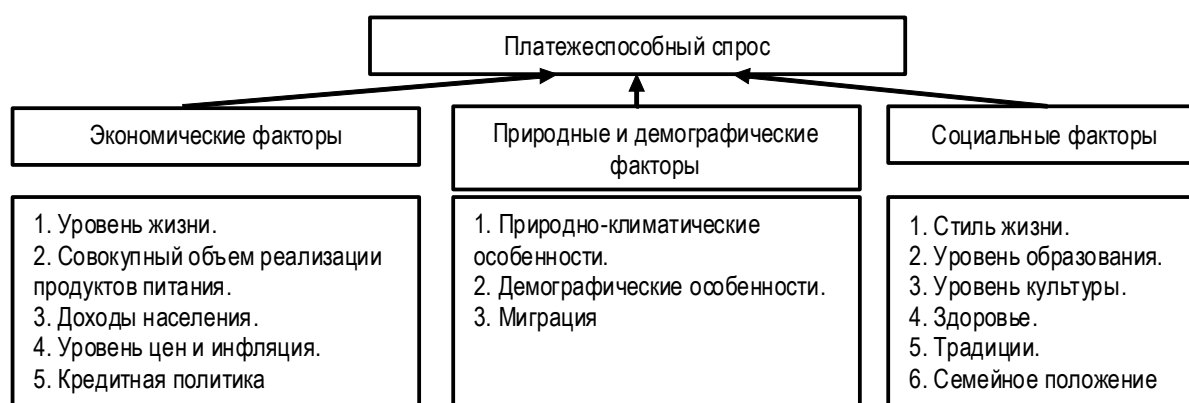 Платежеспособный спрос
Экономические факторы
Природные и демографические
факторы
Социальные факторы
1. Уровень жизни.
2. Совокупный объем реализации
продуктов питания.
3. Доходы населения.
4. Уровень цен и инфляция.
5. Кредитная политика
1. Природно-климатические
особенности.
2. Демографические особенности.
3. Миграция
1. Стиль жизни.
2. Уровень образования.
3. Уровень культуры.
4. Здоровье.
5. Традиции.
6. Семейное положение